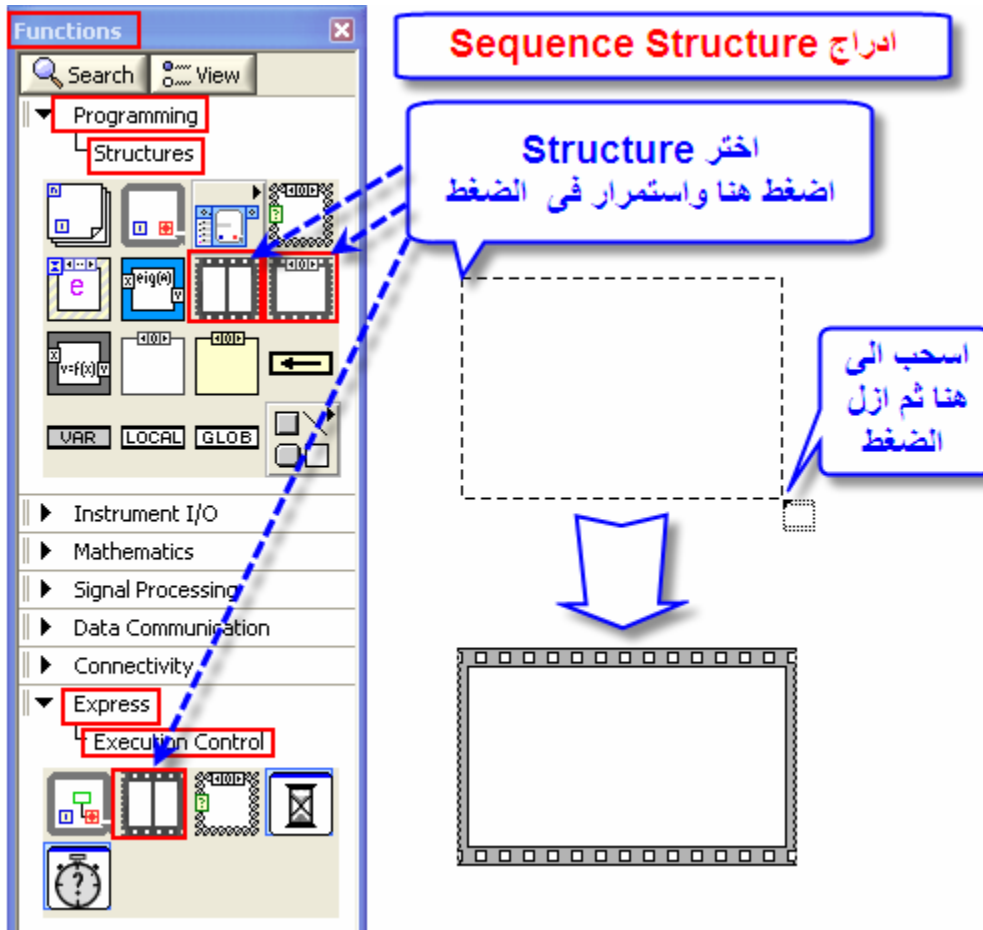 Functions
Search
View
Programming
Structures
e
eig(A)
v=f(x)
VAR
LOCAL
GLOB
Instrument I/O
Mathematics
Signal Processing
Data Communication
Connectivity
Express
Execution Control
ادراج Sequence Structure
اختر Structure
اضغط هنا واستمرار فى الضغط
اسحب الى
هنا ثم ازل
الضغط